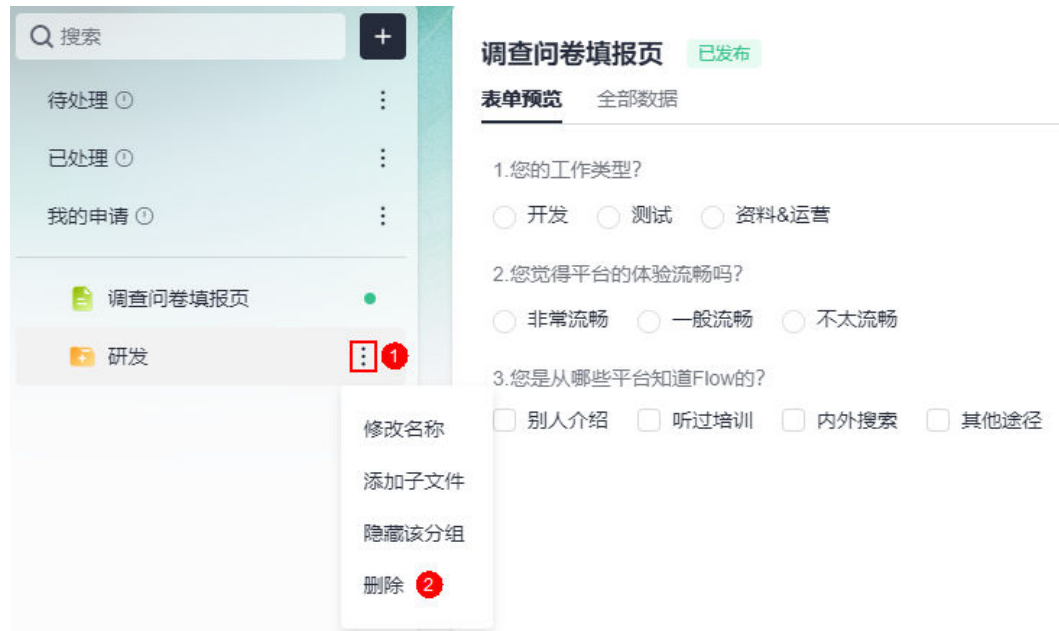 搜索
+
待处理
已处理
我的申请
调查问卷填报页
研发
1
修改名称
添加子文件
隐藏该分组
删除 2
调查问卷填报页 已发布
表单预览 全部数据
1.您的工作类型?
开发 测试 资料&运营
2.您觉得平台的体验流畅吗?
非常流畅 一般流畅 不太流畅
3.您是从哪些平台知道Flow的?
别人介绍 听过培训 内外搜索 其他途径